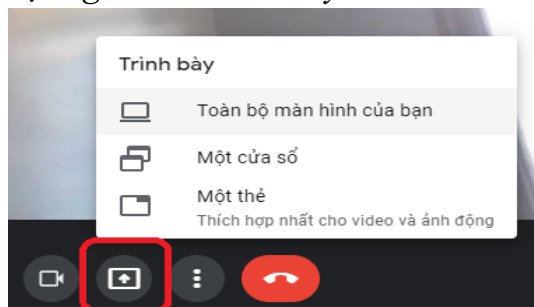 Trình bày
Toàn bộ màn hình của bạn
Một cửa sổ
Một thẻ
Thích hợp nhất cho video và ảnh động